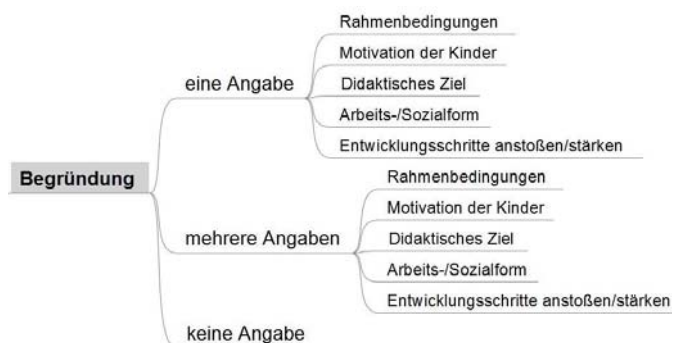 Begründung
eine Angabe
Rahmenbedingungen
Motivation der Kinder
Didaktisches Ziel
Arbeits-/Sozialform
Entwicklungsschritte anstoßen/stärken
mehrere Angaben
Rahmenbedingungen
Motivation der Kinder
Didaktisches Ziel
Arbeits-/Sozialform
Entwicklungsschritte anstoßen/stärken
keine Angabe